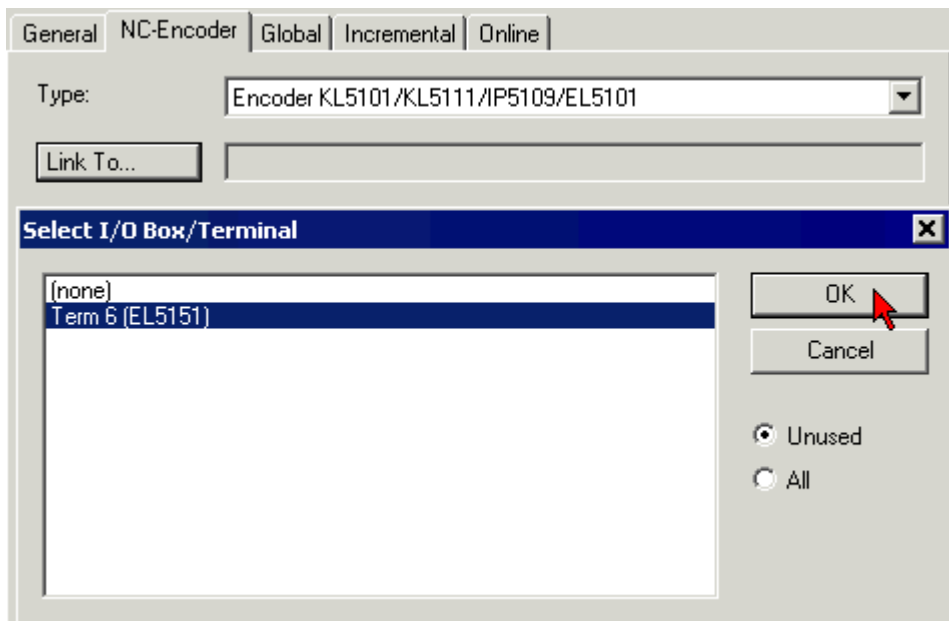 General NC-Encoder Global Incremental Online
Type: Encoder KL5101/KL5111/IP5109/EL5101
Link To...
Select I/O Box/Terminal
(none)
Term 6 (EL5151)
OK
Cancel
Unused
All